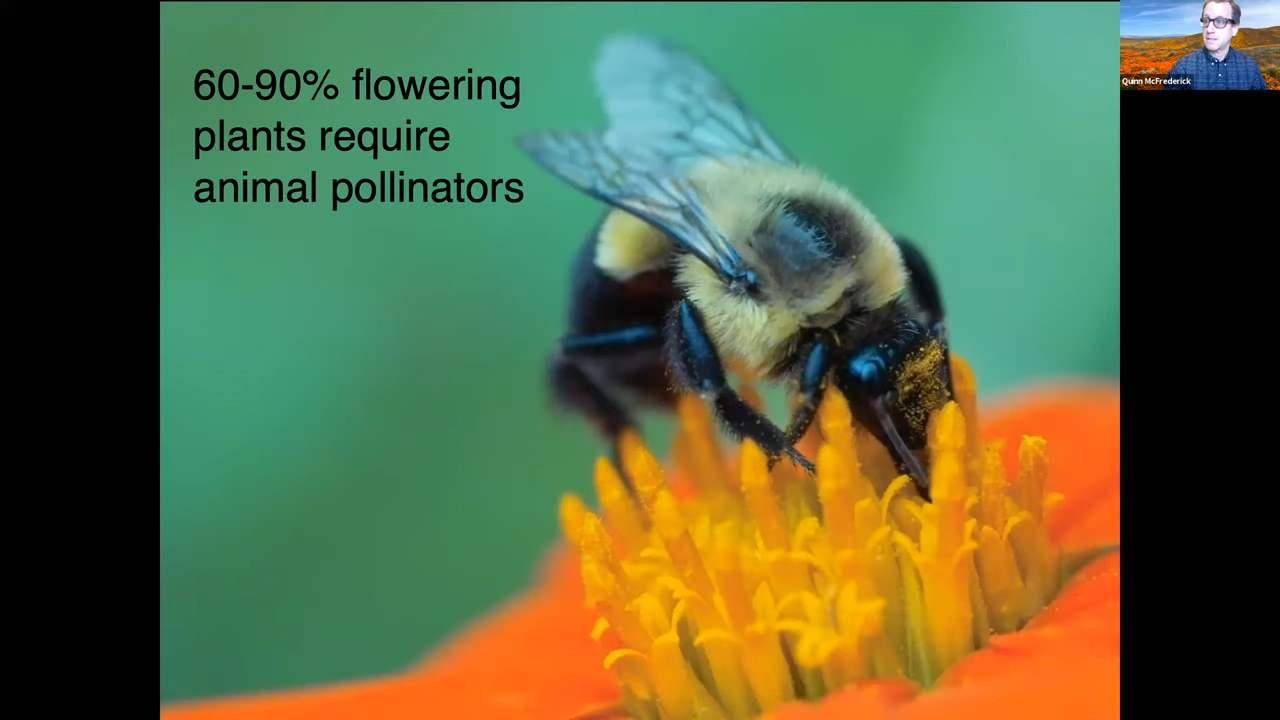 60-90% flowering
plants require
animal pollinators
Quinn McFrederick